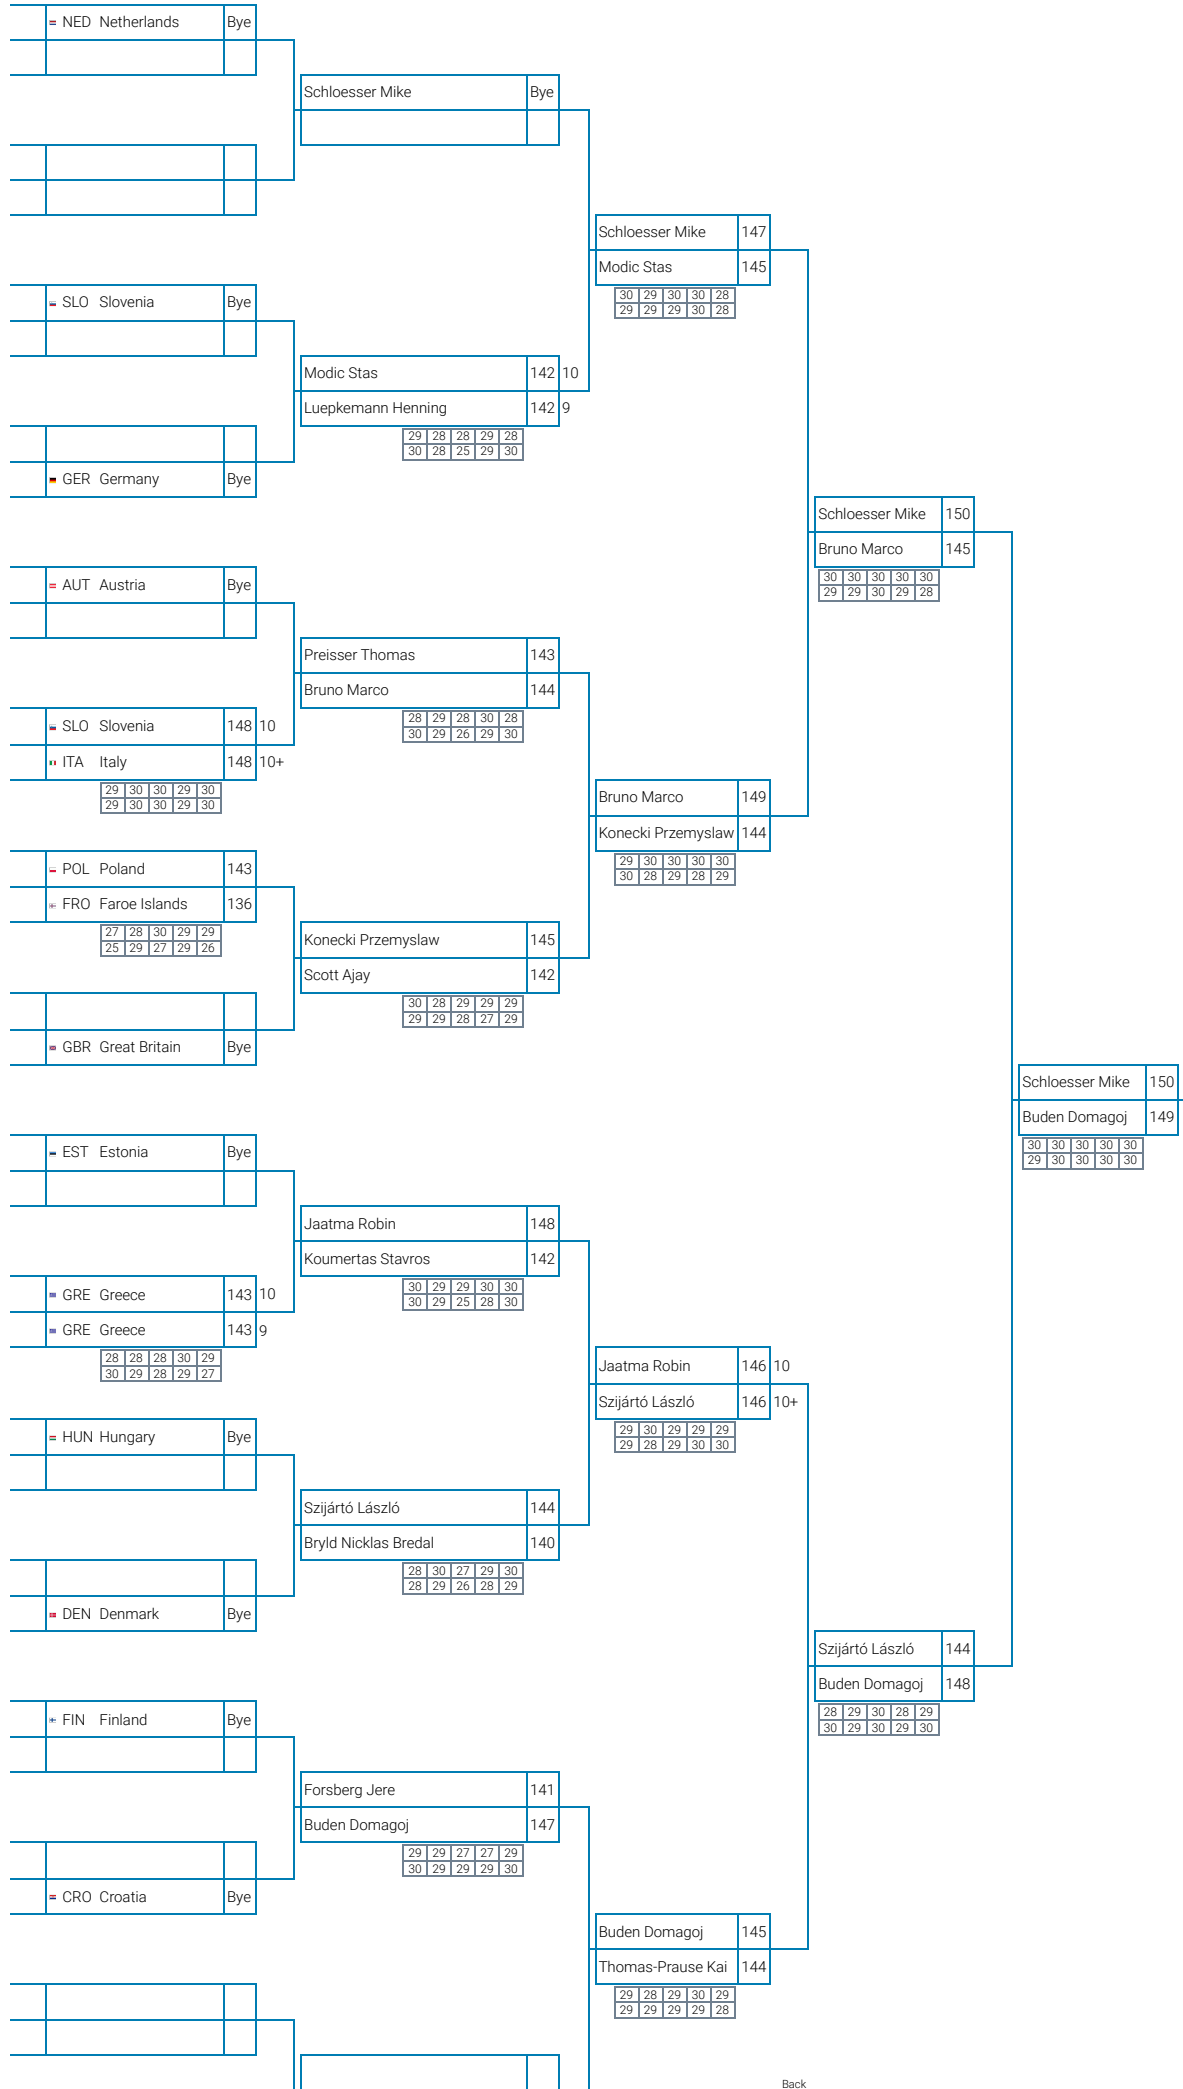 NED Netherlands Bye
Schloesser Mike Bye
Schloesser Mike 147
Modic Stas 145
30 29 30 30 28
29 29 29 30 28
SLO Slovenia Bye
Modic Stas 142 10
Luepkemann Henning 142 9
29 28 28 29 28
30 28 25 29 30
GER Germany Bye
Schloesser Mike 150
Bruno Marco 145
30 30 30 30 30
29 29 30 29 28
AUT Austria Bye
Preisser Thomas 143
Bruno Marco 144
28 29 28 30 28
30 29 26 29 30
SLO Slovenia 148 10
ITA Italy 148 10+
29 30 30 29 30
29 30 30 29 30
Bruno Marco 149
Konecki Przemyslaw 144
29 30 30 30 30
30 28 29 28 29
POL Poland 143
FRO Faroe Islands 136
27 28 30 29 29
25 29 27 29 26
Konecki Przemyslaw 145
Scott Ajay 142
30 28 29 29 29
29 29 28 27 29
GBR Great Britain Bye
Schloesser Mike 150
Buden Domagoj 149
30 30 30 30 30
29 30 30 30 30
EST Estonia Bye
Jaatma Robin 148
Koumertas Stavros 142
30 29 29 30 30
30 29 25 28 30
GRE Greece 143 10
GRE Greece 143 9
28 28 28 30 29
30 29 28 29 27
Jaatma Robin 146 10
Szijártó László 146 10+
29 30 29 29 29
29 28 29 30 30
HUN Hungary Bye
Szijártó László 144
Bryld Nicklas Bredal 140
28 30 27 29 30
28 29 26 28 29
DEN Denmark Bye
Szijártó László 144
Buden Domagoj 148
28 29 30 28 29
30 29 30 29 30
FIN Finland Bye
Forsberg Jere 141
Buden Domagoj 147
29 29 27 27 29
30 29 29 29 30
CRO Croatia Bye
Buden Domagoj 145
Thomas-Prause Kai 144
29 28 29 30 29
29 29 29 29 28
Back